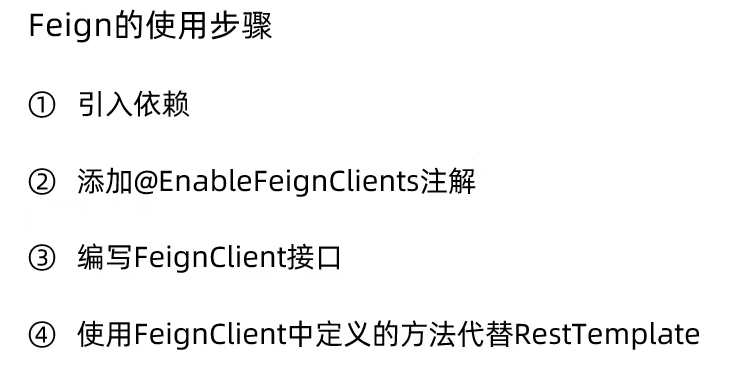 Feign的使用步骤
① 引入依赖
② 添加@EnableFeignClients注解
③ 编写FeignClient接口
④ 使用FeignClient中定义的方法代替RestTemplate